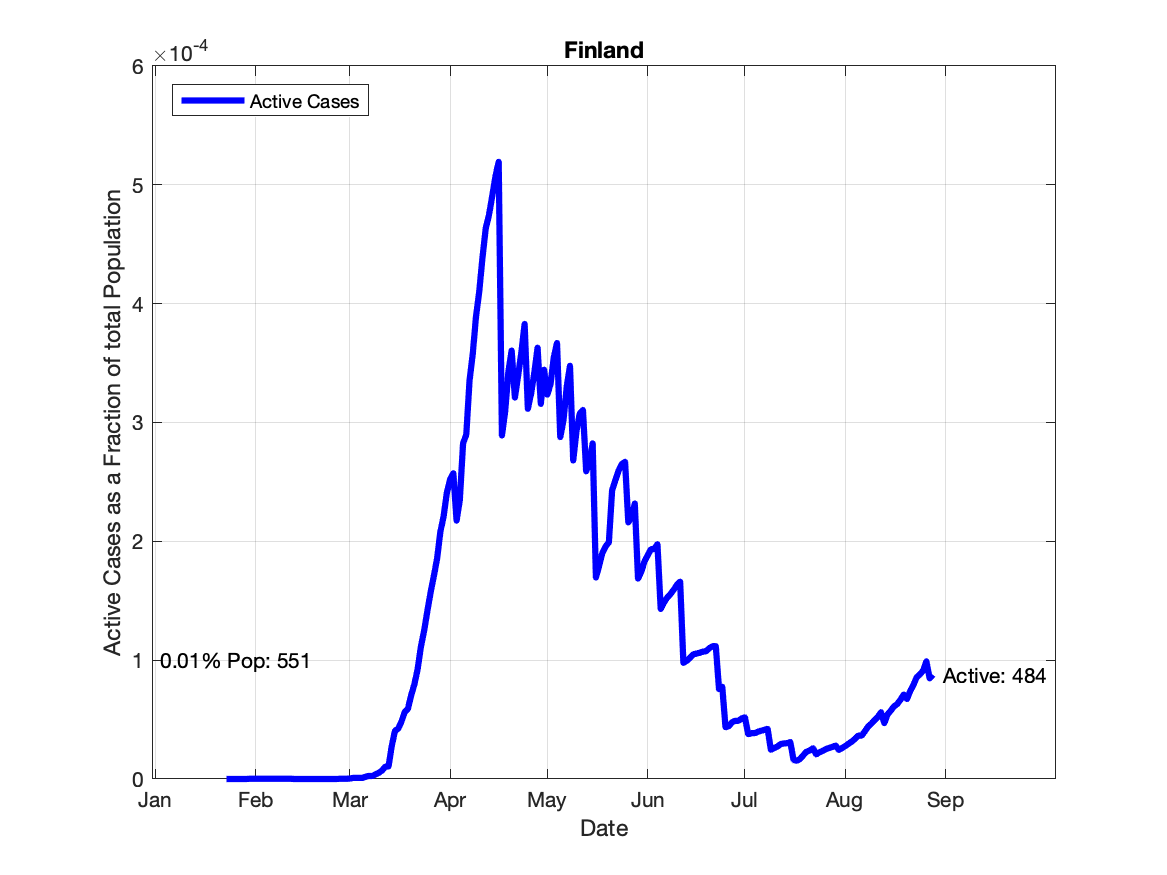 Finland
×10^-4
Active Cases
6
5
4
3
2
1
0
Active Cases as a Fraction of total Population
0.01% Pop: 551
Active: 484
Jan Feb Mar Apr May Jun Jul Aug Sep
Date